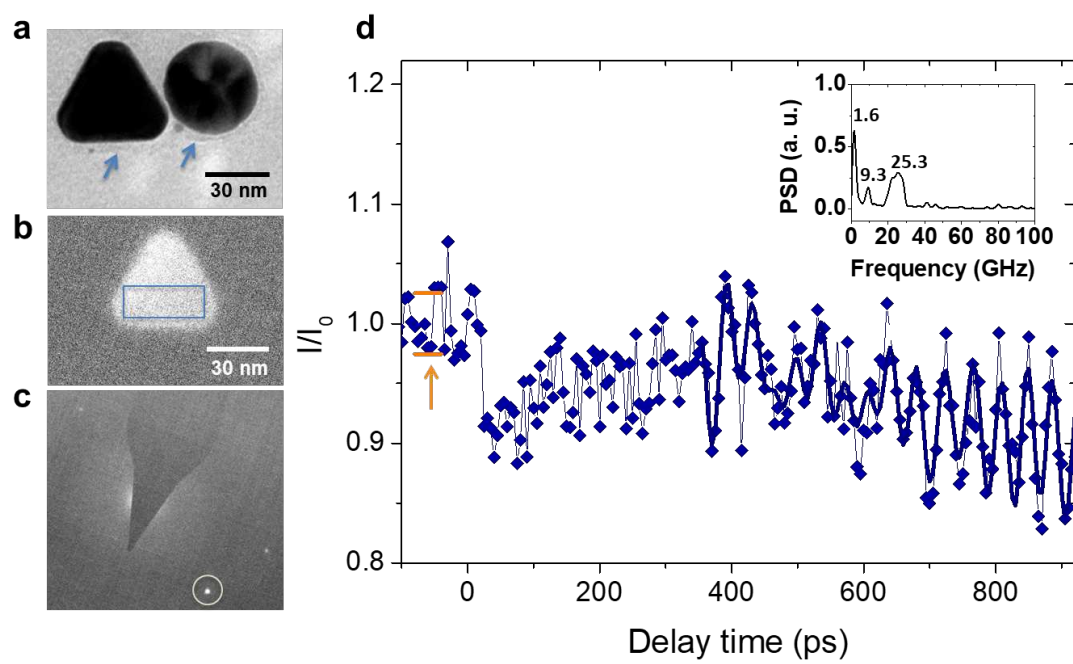 a
30 nm
b
30 nm
c
d
1.2
1.1
1.0
0.9
0.8
I/I0
0
200
400
600
800
Delay time (ps)
1.0
0.5
0.0
PSD (a. u.)
1.6
9.3
25.3
0 20 40 60 80 100
Frequency (GHz)